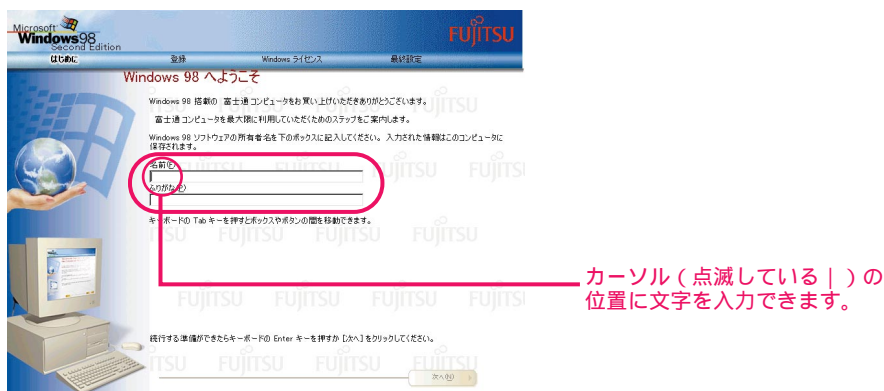 Microsoft
Windows98
Second Edition
FUJITSU
はじめに 登録 Windows ライセンス 最終設定
Windows 98 へようこそ
Windows 98 搭載の 富士通 コンピュータをお買い上げいただきありがとうございます。
富士通 コンピュータを最大限に利用していただくためのステップをご案内します。
Windows 98 ソフトウェアの所有者名を下のボックスに記入してください。 入力された情報はこのコンピュータに
保存されます。
名前(E)
ふりがな(P)
キーボードの Tab キーを押すとボックスやボタンの間を移動できます。
カーソル（点滅している｜）の
位置に文字を入力できます。
続行する準備ができたらキーボードの Enter キーを押すか [次へ] をクリックしてください。
次へ(N)